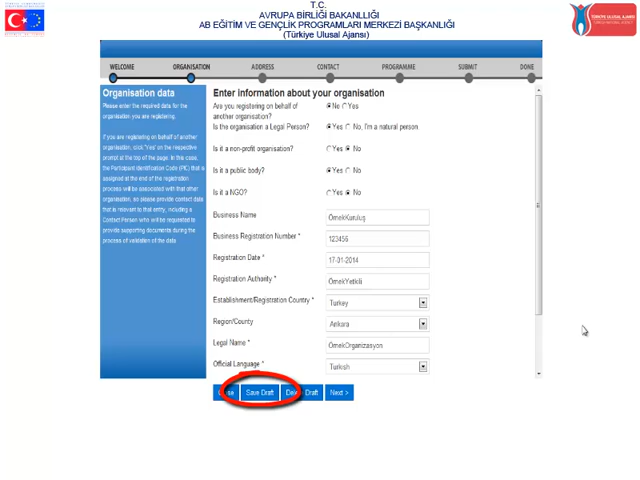 T.C.
AVRUPA BİRLİĞİ BAKANLIĞI
AB EĞİTİM VE GENÇLİK PROGRAMLARI MERKEZİ BAŞKANLIĞI
(Türkiye Ulusal Ajansı)
TÜRKİYE ULUSAL AJANSI
WELCOME ORGANISATION ADDRESS CONTACT PROGRAMME SUBMIT DONE
Organisation data
Please enter the required data for the
organisation you are registering.
If you are registering on behalf of another
organisation, click 'Yes' on the respective
prompt at the top of the page. In this case,
the Participant Identification Code (PIC) that is
assigned at the end of the registration
process will be associated with that other
organisation, so please provide contact data
that is relevant to that entry, including a
Contact Person who will be requested to
provide supporting documents during the
process of validation of the data
Enter information about your organisation
Are you registering on behalf of No Yes
another organisation?
Is the organisation a Legal Person? Yes No, I'm a natural person
Is it a non-profit organisation? Yes No
Is it a public body? Yes No
Is it a NGO? Yes No
Business Name ÖrnekKuruluş
Business Registration Number * 123456
Registration Date * 17-01-2014
Registration Authority * ÖrnekYetkili
Establishment/Registration Country * Turkey
Region/County Ankara
Legal Name * ÖrnekOrganizasyon
Official Language * Turkish
Save Draft Draft Next >